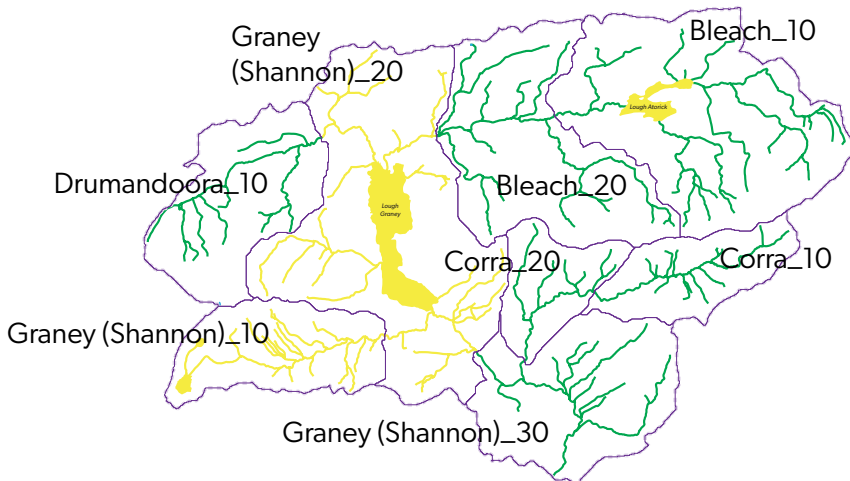 Bleach_10
Graney
(Shannon)_20
Lough Atorick
Drumandoora_10
Bleach_20
Lough
Graney
Corra_20
Corra_10
Graney (Shannon)_10
Graney (Shannon)_30